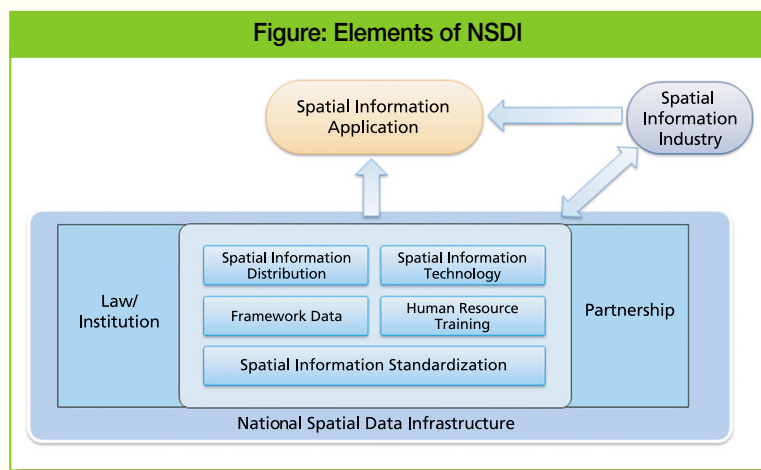 Figure: Elements of NSDI
Spatial Information
Application
Spatial
Information
Industry
Law/
Institution
Spatial Information
Distribution
Spatial Information
Technology
Framework Data
Human Resource
Training
Spatial Information Standardization
Partnership
National Spatial Data Infrastructure